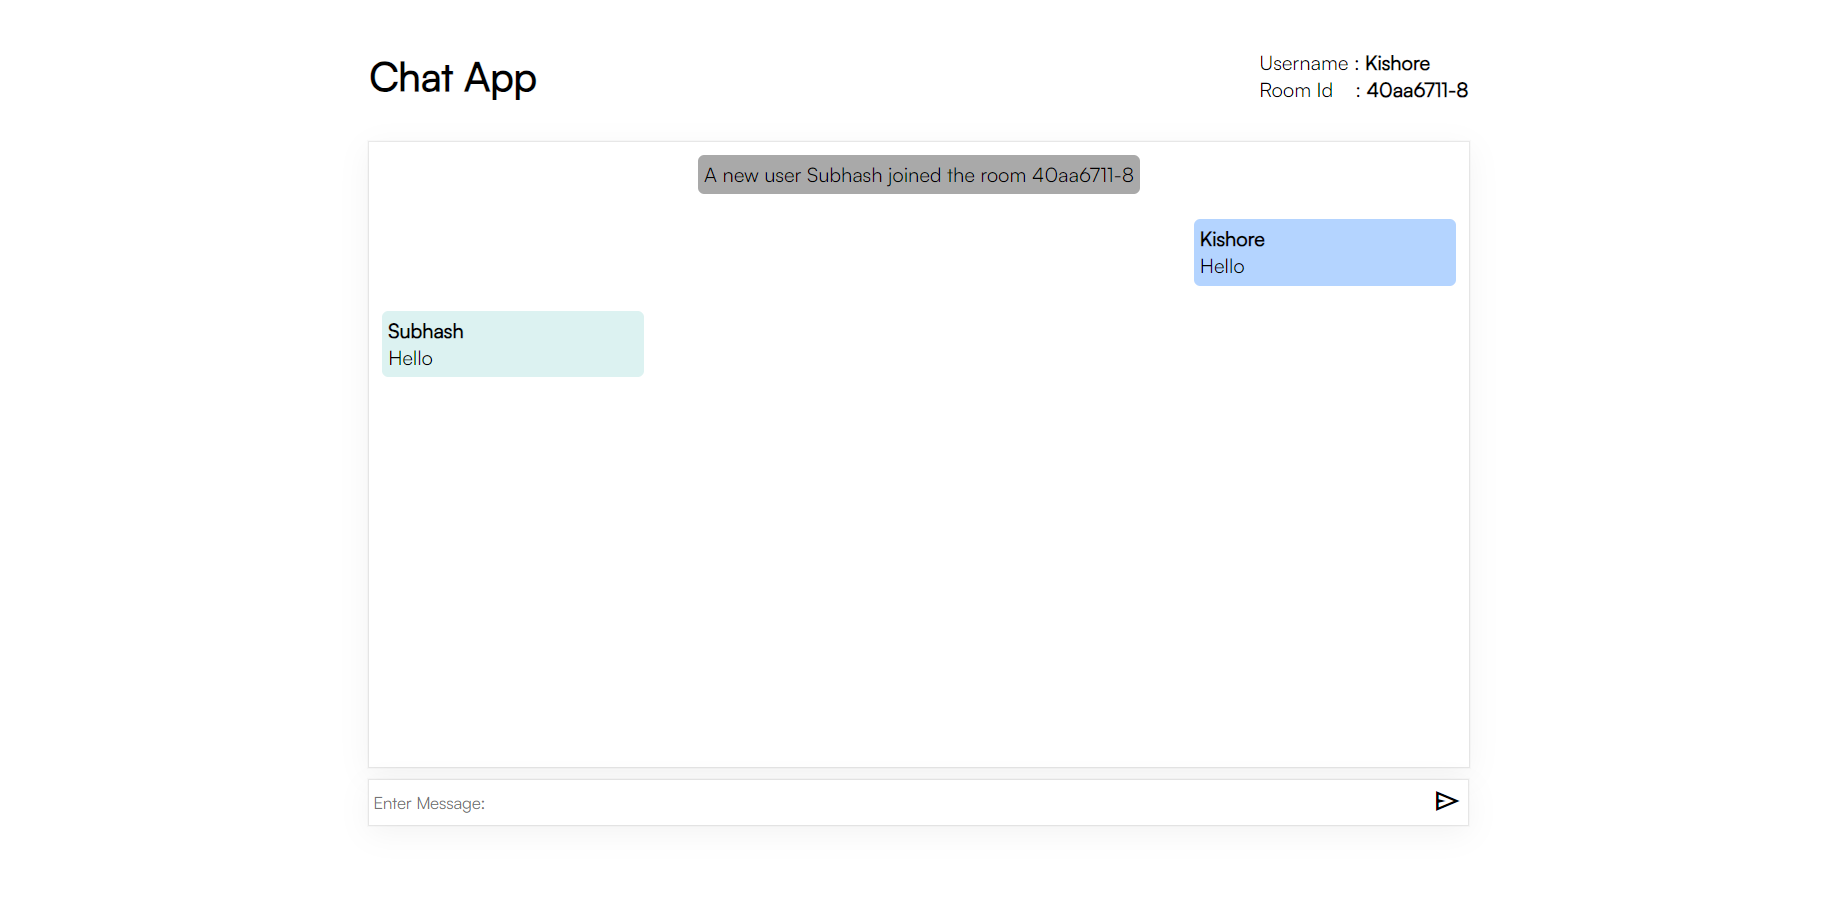 Chat App
Username : Kishore
Room Id : 40aa6711-8
A new user Subhash joined the room 40aa6711-8
Kishore
Hello
Subhash
Hello
Enter Message: